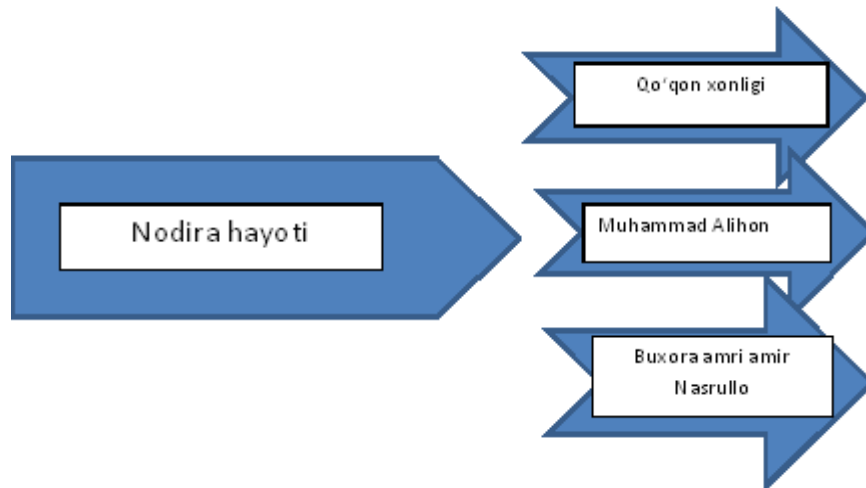 Nodira hayoti
Qo'qon xonligi
Muhammad Alihon
Buxora amri amir
Nasrullo